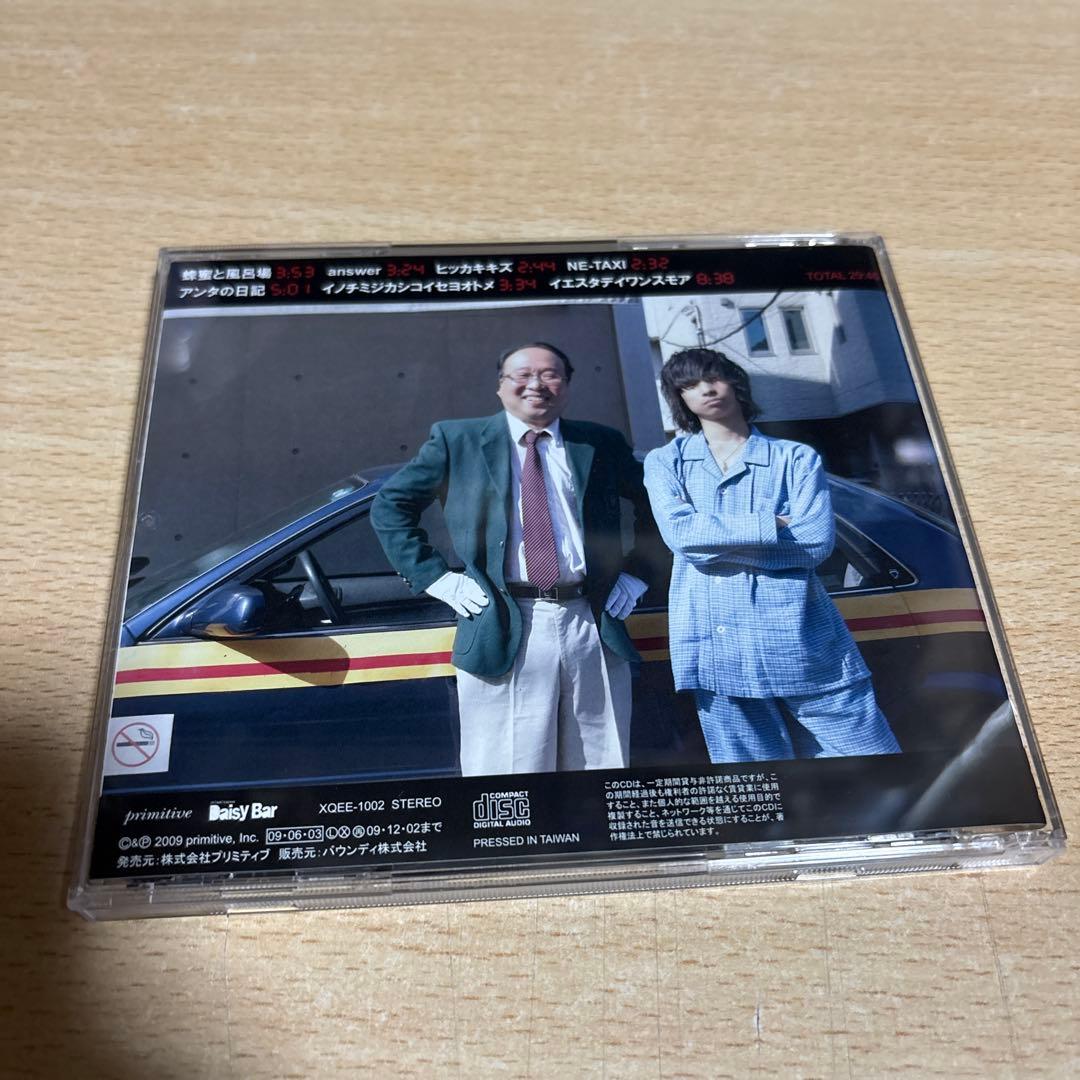 蜂蜜と風呂場 3:53 answer 3:24 ヒッカキキズ 2:44 NE-TAXI 2:32
アンタの日記 5:01 イノチミジカシコイセヨオトメ 3:34 イエスタデイワンスモア 8:38
TOTAL 29:46
primitive
Daisy Bar
XQEE-1002 STEREO
©&℗ 2009 primitive, Inc. 09・06・03 Ⓛ Ⓧ 再 09・12・02まで
発売元：株式会社プリミティブ 販売元：バウンディ株式会社
COMPACT
disc
DIGITAL AUDIO
PRESSED IN TAIWAN
このCDは、一定期間貸与非許諾商品ですが、こ
の期間経過後も権利者の許諾なく賃貸業に使用
すること、また個人的な範囲を越える使用目的で
複製すること、ネットワーク等を通じてこのCDに
収録された音を送信できる状態にすることが、著
作権法上で禁じられています。